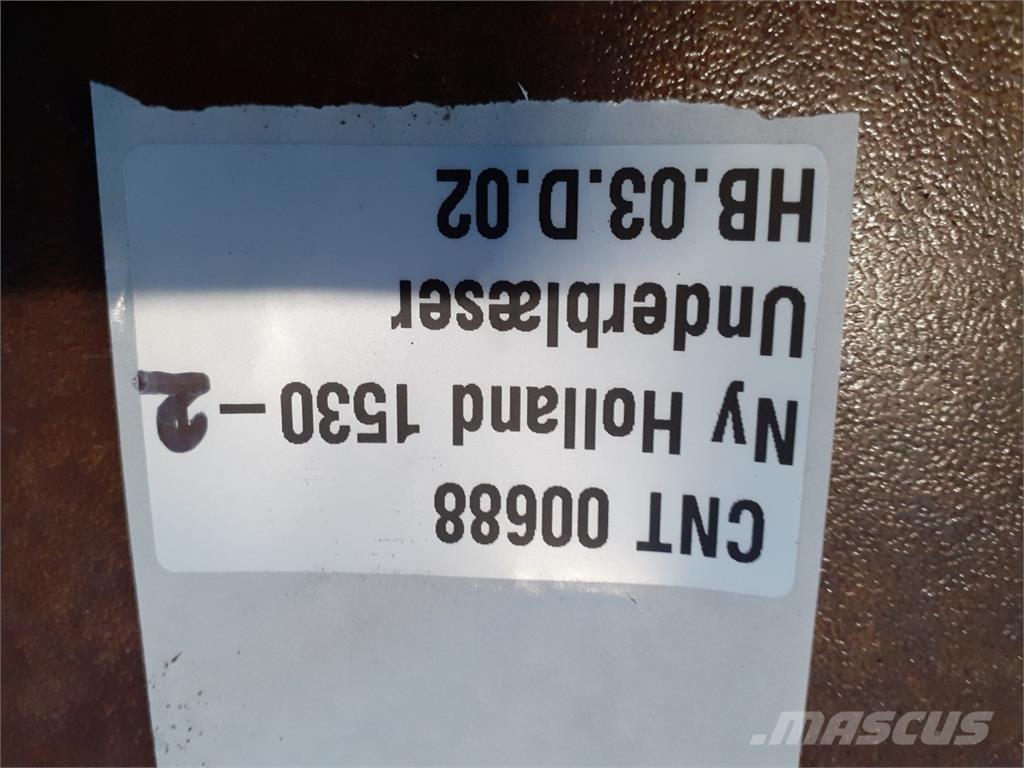 CNT 00688
Ny Holland 1530-2
Underblæser
HB.03.D.02
MASCUS